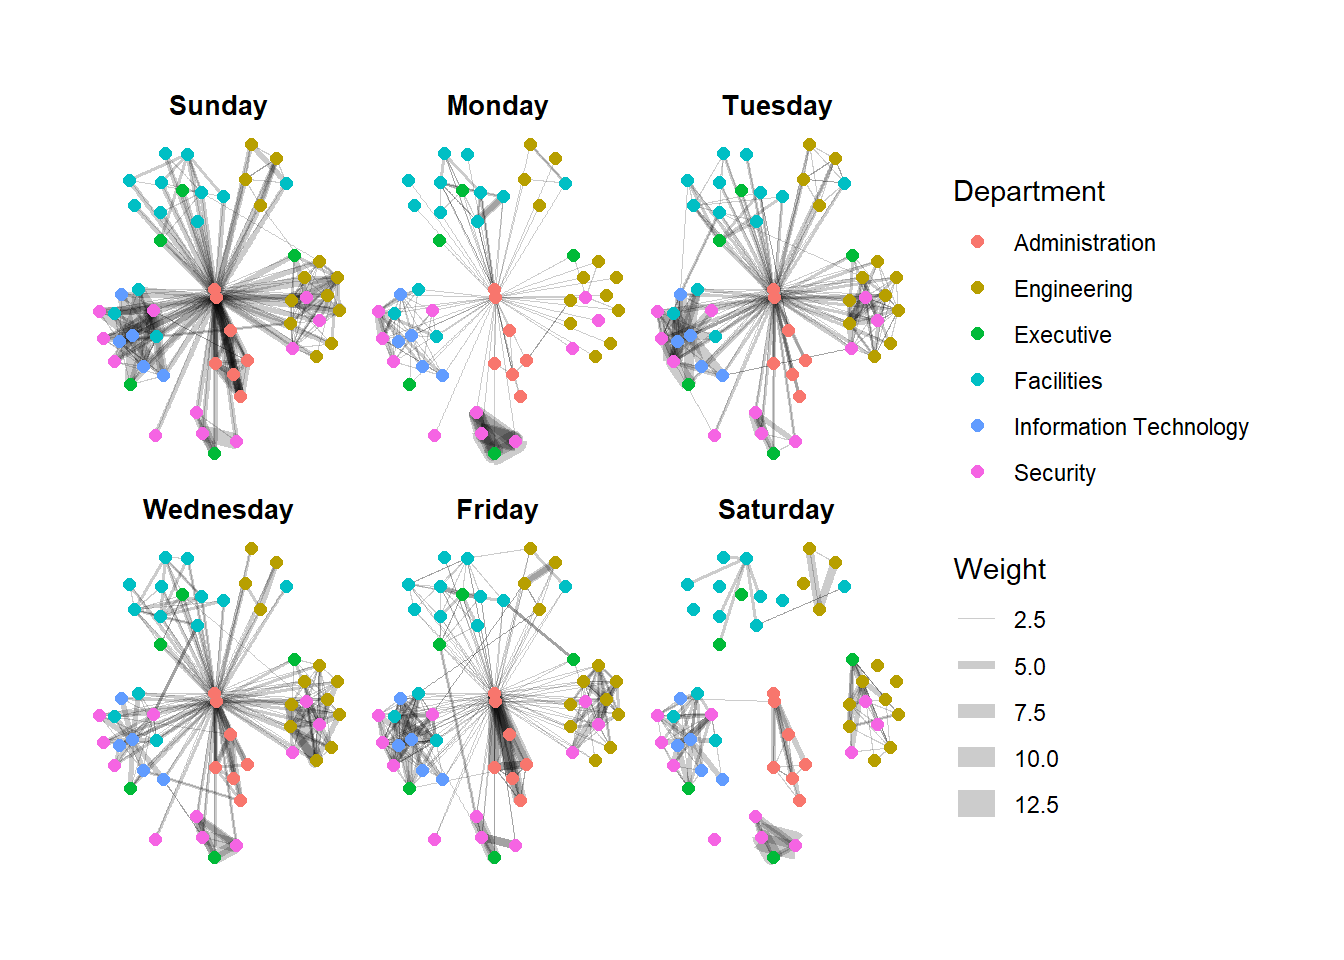 Sunday
Monday
Tuesday
Wednesday
Friday
Saturday
Department
Administration
Engineering
Executive
Facilities
Information Technology
Security
Weight
2.5
5.0
7.5
10.0
12.5